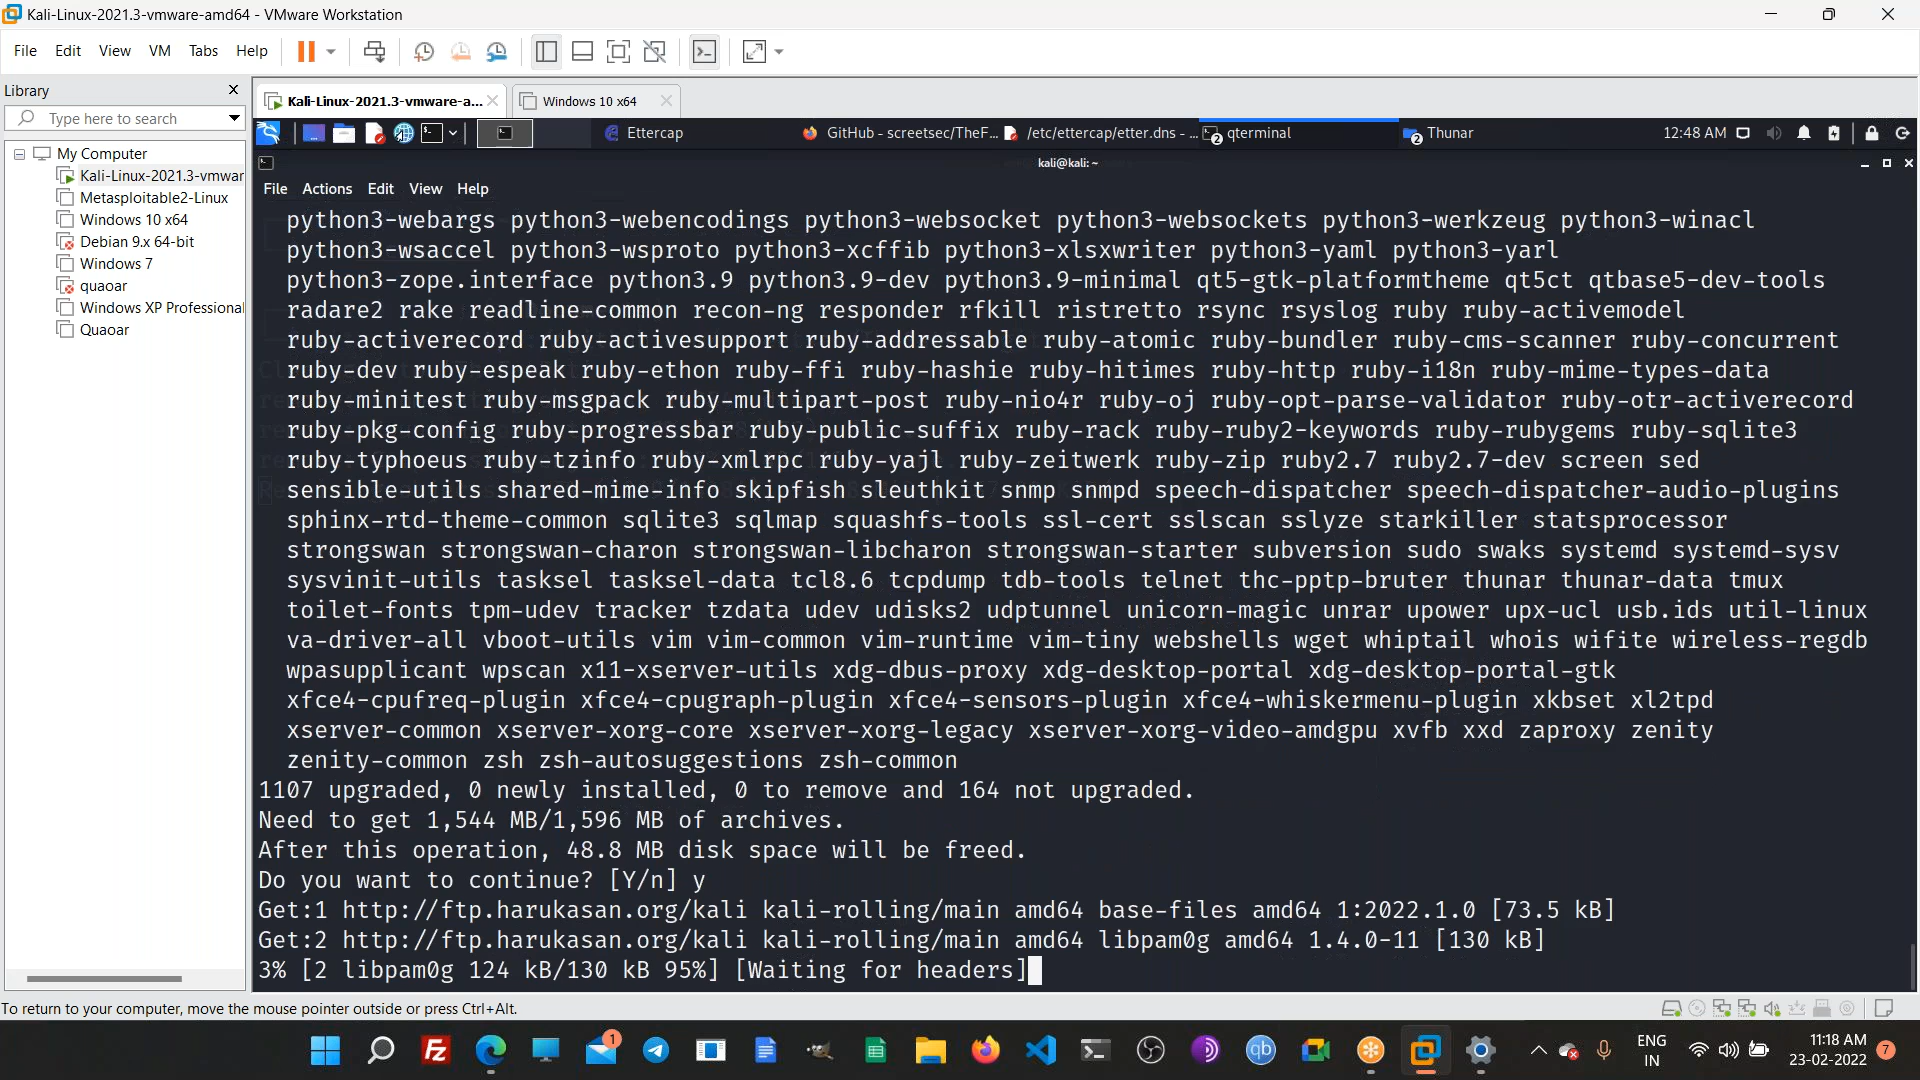 Kali-Linux-2021.3-vmware-amd64 - VMware Workstation
File Edit View VM Tabs Help
Library
Type here to search
My Computer
Kali-Linux-2021.3-vmwar
Metasploitable2-Linux
Windows 10 x64
Debian 9.x 64-bit
Windows 7
quaoar
Windows XP Professional
Quaoar
Kali-Linux-2021.3-vmware-a...
Windows 10 x64
Ettercap
GitHub - screetsec/TheF...
/etc/ettercap/etter.dns - ...
2 qterminal
2 Thunar
12:48 AM
kali@kali: ~
File Actions Edit View Help
python3-webargs python3-webencodings python3-websocket python3-websockets python3-werkzeug python3-winacl
python3-wsaccel python3-wsproto python3-xcffib python3-xlsxwriter python3-yaml python3-yarl
python3-zope.interface python3.9 python3.9-dev python3.9-minimal qt5-gtk-platformtheme qt5ct qtbase5-dev-tools
radare2 rake readline-common recon-ng responder rfkill ristretto rsync rsyslog ruby ruby-activemodel
ruby-activerecord ruby-activesupport ruby-addressable ruby-atomic ruby-bundler ruby-cms-scanner ruby-concurrent
ruby-dev ruby-espeak ruby-ethon ruby-ffi ruby-hashie ruby-hitimes ruby-http ruby-i18n ruby-mime-types-data
ruby-minitest ruby-msgpack ruby-multipart-post ruby-nio4r ruby-oj ruby-opt-parse-validator ruby-otr-activerecord
ruby-pkg-config ruby-progressbar ruby-public-suffix ruby-rack ruby-ruby2-keywords ruby-rubygems ruby-sqlite3
ruby-typhoeus ruby-tzinfo ruby-xmlrpc ruby-yajl ruby-zeitwerk ruby-zip ruby2.7 ruby2.7-dev screen sed
sensible-utils shared-mime-info skipfish sleuthkit snmp snmpd speech-dispatcher speech-dispatcher-audio-plugins
sphinx-rtd-theme-common sqlite3 sqlmap squashfs-tools ssl-cert sslscan sslyze starkiller statsprocessor
strongswan strongswan-charon strongswan-libcharon strongswan-starter subversion sudo swaks systemd systemd-sysv
sysvinit-utils tasksel tasksel-data tcl8.6 tcpdump tdb-tools telnet thc-pptp-bruter thunar thunar-data tmux
toilet-fonts tpm-udev tracker tzdata udev udisks2 udptunnel unicorn-magic unrar upower upx-ucl usb.ids util-linux
va-driver-all vboot-utils vim vim-common vim-runtime vim-tiny webshells wget whiptail whois wifite wireless-regdb
wpasupplicant wpscan x11-xserver-utils xdg-dbus-proxy xdg-desktop-portal xdg-desktop-portal-gtk
xfce4-cpufreq-plugin xfce4-cpugraph-plugin xfce4-sensors-plugin xfce4-whiskermenu-plugin xkbset xl2tpd
xserver-common xserver-xorg-core xserver-xorg-legacy xserver-xorg-video-amdgpu xvfb xxd zaproxy zenity
zenity-common zsh zsh-autosuggestions zsh-common
1107 upgraded, 0 newly installed, 0 to remove and 164 not upgraded.
Need to get 1,544 MB/1,596 MB of archives.
After this operation, 48.8 MB disk space will be freed.
Do you want to continue? [Y/n] y
Get:1 http://ftp.harukasan.org/kali kali-rolling/main amd64 base-files amd64 1:2022.1.0 [73.5 kB]
Get:2 http://ftp.harukasan.org/kali kali-rolling/main amd64 libpam0g amd64 1.4.0-11 [130 kB]
3% [2 libpam0g 124 kB/130 kB 95%] [Waiting for headers]
To return to your computer, move the mouse pointer outside or press Ctrl+Alt.
1
ENG
IN
11:18 AM
23-02-2022
7